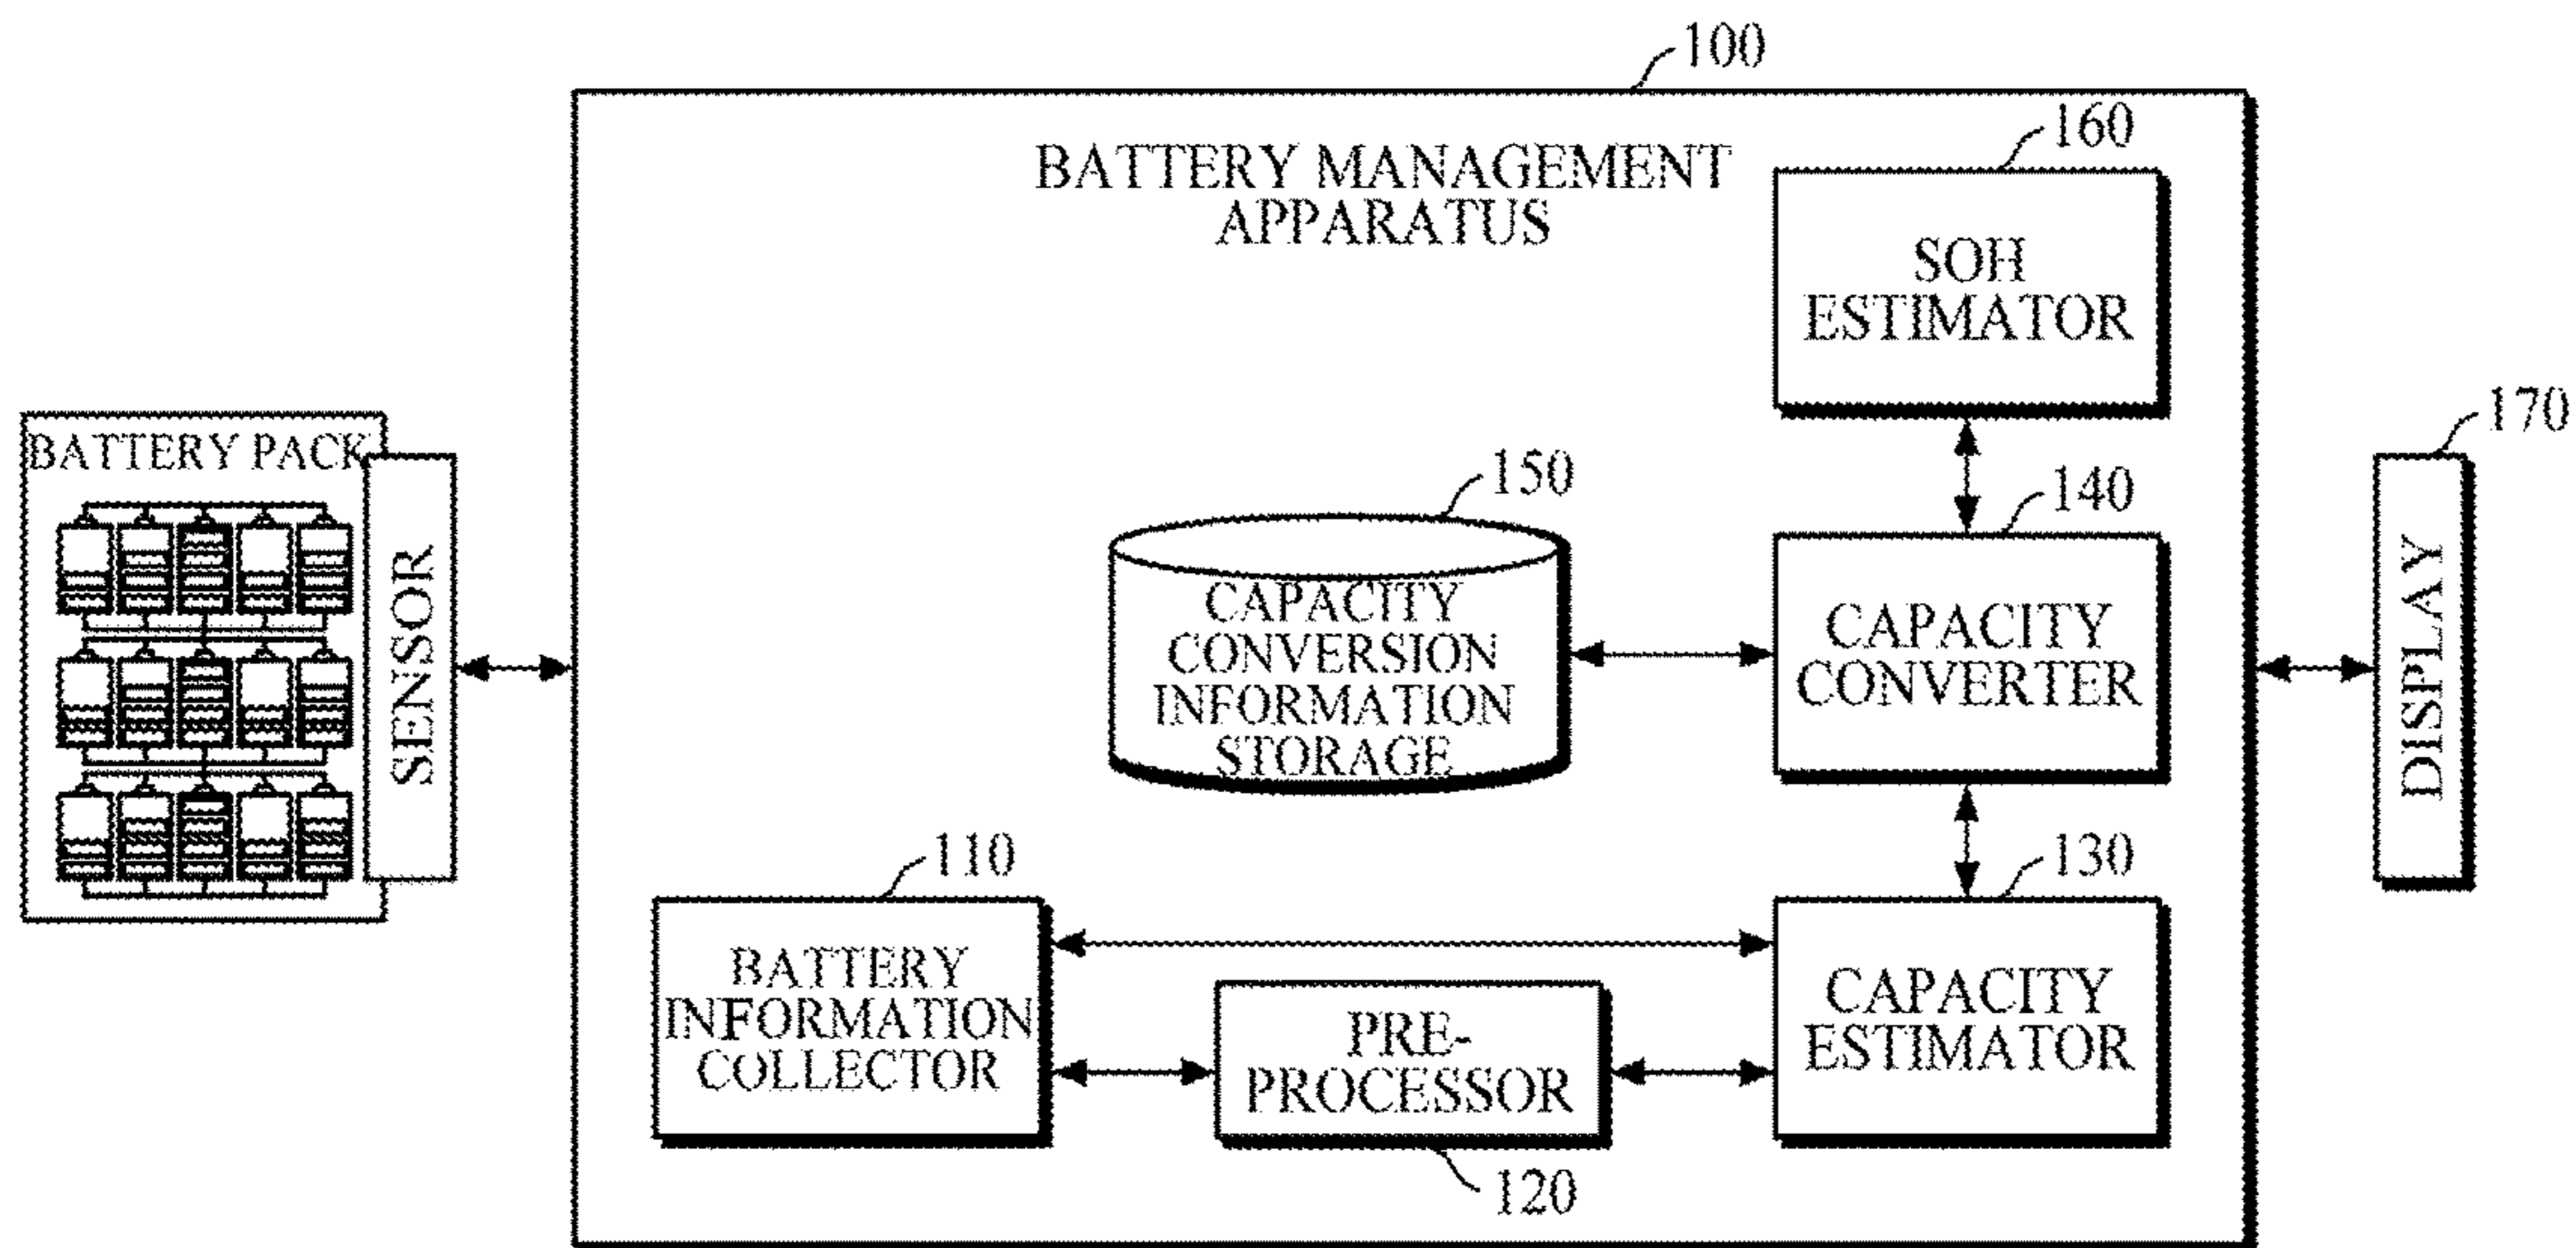 100
BATTERY MANAGEMENT
APPARATUS
160
SOH
ESTIMATOR
BATTERY PACK
SENSOR
150
CAPACITY
CONVERSION
INFORMATION
STORAGE
140
CAPACITY
CONVERTER
170
DISPLAY
110
BATTERY
INFORMATION
COLLECTOR
PRE-
PROCESSOR
120
130
CAPACITY
ESTIMATOR